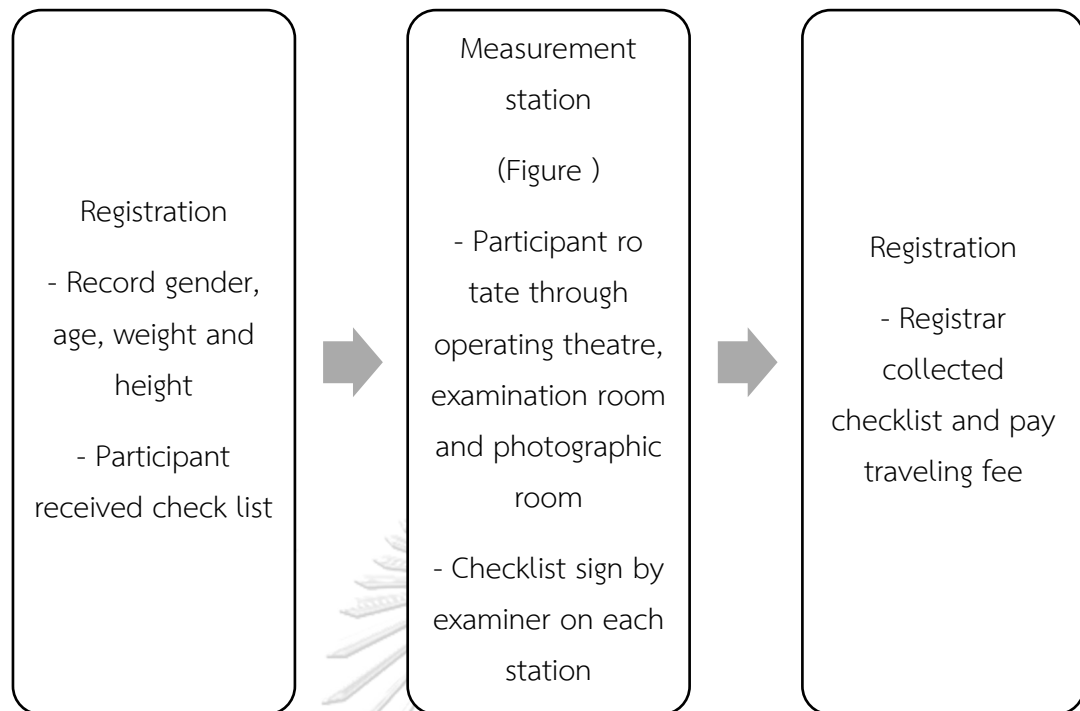 Registration
- Record gender,
age, weight and
height
- Participant
received check list
Measurement
station
(Figure )
- Participant ro
tate through
operating theatre,
examination room
and photographic
room
- Checklist sign by
examiner on each
station
Registration
- Registrar
collected
checklist and pay
traveling fee